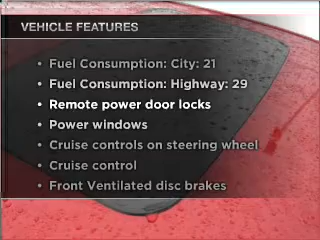 VEHICLE FEATURES
• Fuel Consumption: City: 21
• Fuel Consumption: Highway: 29
• Remote power door locks
• Power windows
• Cruise controls on steering wheel
• Cruise control
• Front Ventilated disc brakes